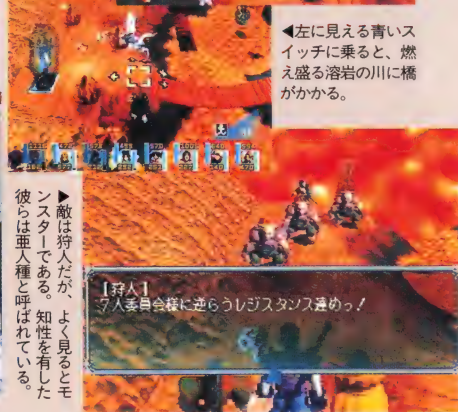 ◀左に見える青いス
イッチに乗ると、燃
え盛る溶岩の川に橋
がかかる。
▶敵は狩人だが、よく見るとモ
ンスターである。知性を有した
彼らは亜人種と呼ばれている。
【狩人】
7人委員会様に逆らうレジスタンス達めっ!